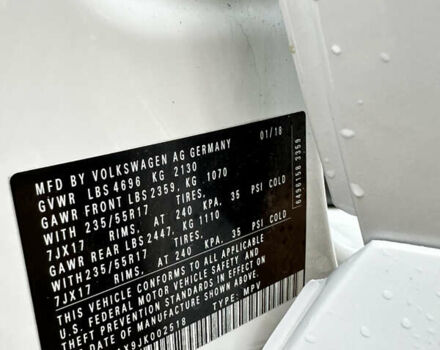 MFD BY VOLKSWAGEN AG GERMANY 01/18
GVWR LBS 4696 KG 2130
GAWR FRONT LBS 2359, KG 1070
WITH 235/55R17 TIRES,
7JX17 RIMS, AT 240 KPA, 35 PSI COLD
GAWR REAR LBS 2447, KG 1110
WITH 235/55R17 TIRES,
7JX17 RIMS, AT 240 KPA, 35 PSI COLD
THIS VEHICLE CONFORMS TO ALL APPLICABLE
U.S. FEDERAL MOTOR VEHICLE SAFETY AND
THEFT PREVENTION STANDARDS IN EFFECT ON
DATE OF MANUFACTURE SHOWN ABOVE.
TYPE: MPV
6496158 3359